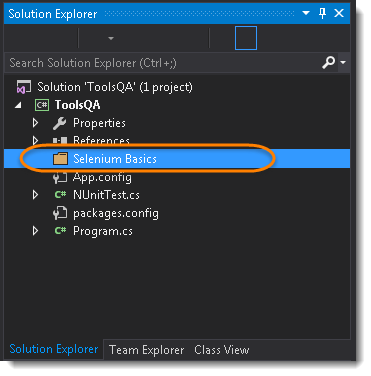 Solution Explorer
Search Solution Explorer (Ctrl+;)
Solution 'ToolsQA' (1 project)
C# ToolsQA
Properties
References
Selenium Basics
App.config
C# NUnitTest.cs
packages.config
C# Program.cs
Solution Explorer Team Explorer Class View